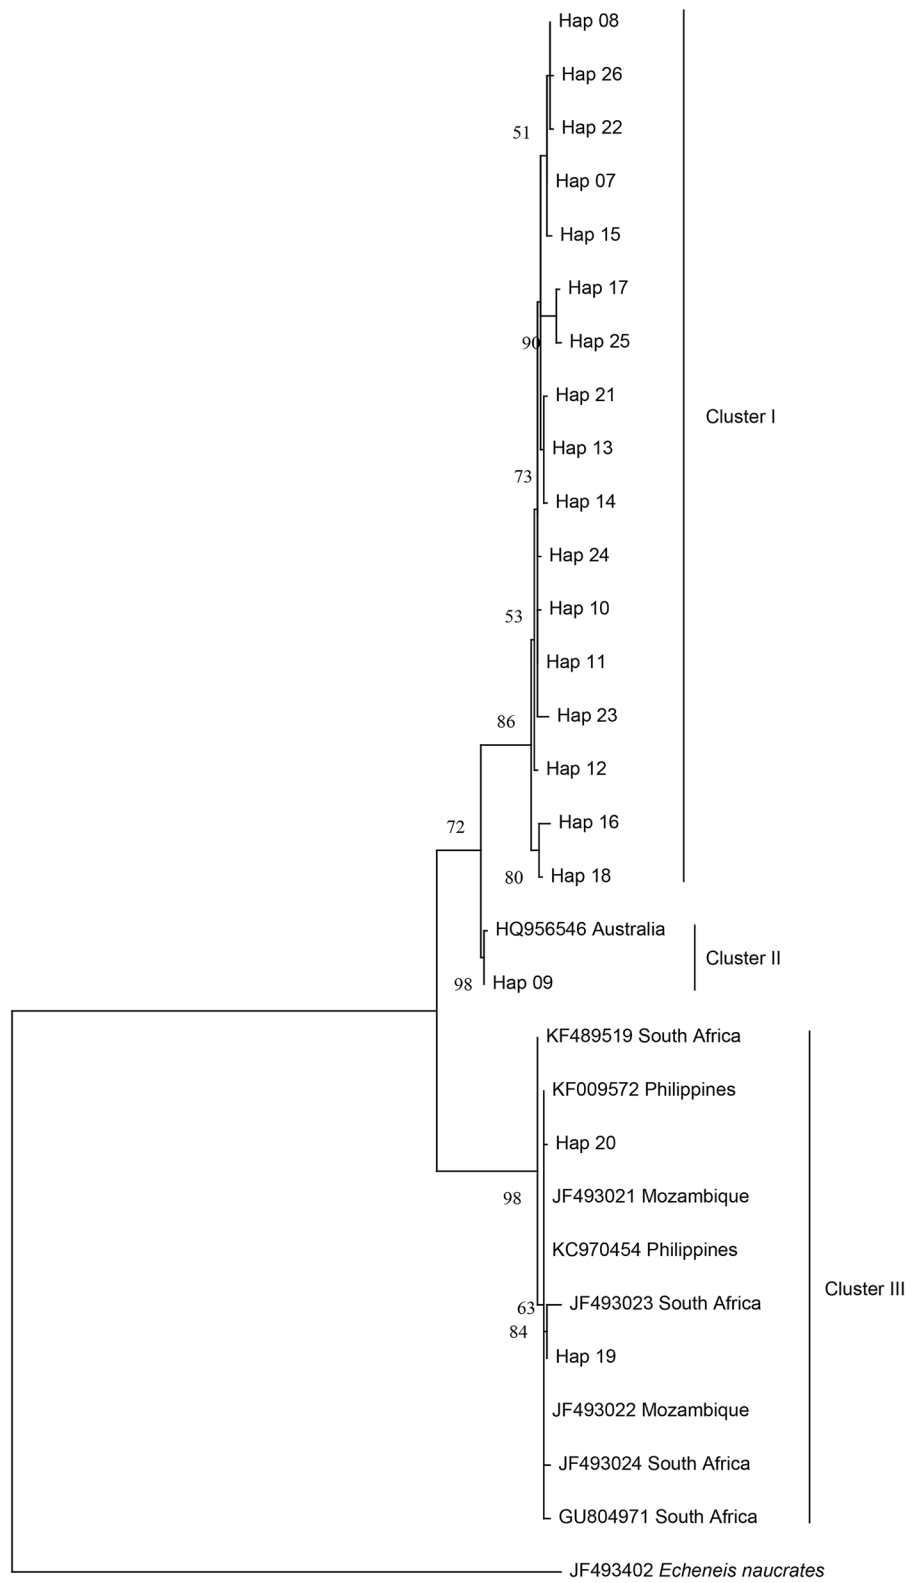 Hap 08
Hap 26
Hap 22
51
Hap 07
Hap 15
Hap 17
Hap 25
90
Hap 21
Cluster I
Hap 13
73
Hap 14
Hap 24
Hap 10
53
Hap 11
Hap 23
86
Hap 12
Hap 16
72
Hap 18
80
HQ956546 Australia
Cluster II
Hap 09
98
KF489519 South Africa
KF009572 Philippines
Hap 20
JF493021 Mozambique
98
KC970454 Philippines
Cluster III
JF493023 South Africa
63
84
Hap 19
JF493022 Mozambique
JF493024 South Africa
GU804971 South Africa
JF493402 Echeneis naucrates